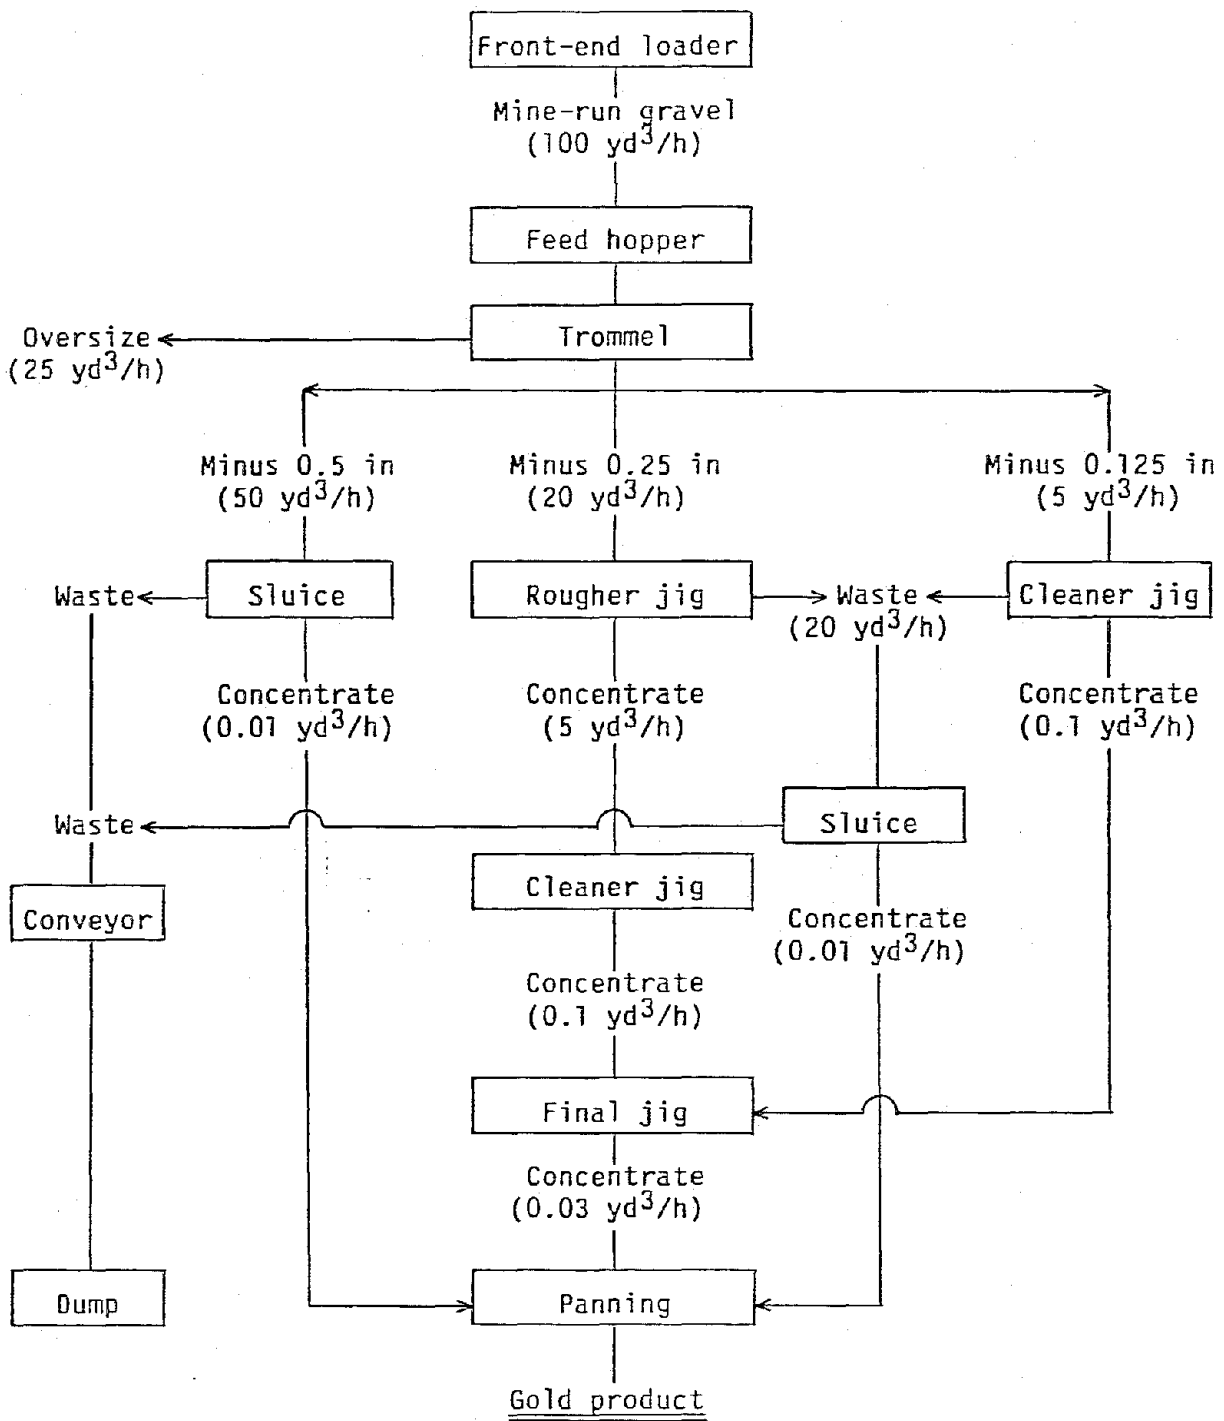 Front-end loader
Mine-run gravel
(100 yd³/h)
Feed hopper
Trommel
Oversize
(25 yd³/h)
Minus 0.5 in
(50 yd³/h)
Minus 0.25 in
(20 yd³/h)
Minus 0.125 in
(5 yd³/h)
Waste
Sluice
Rougher jig
Waste
(20 yd³/h)
Cleaner jig
Concentrate
(0.01 yd³/h)
Concentrate
(5 yd³/h)
Concentrate
(0.1 yd³/h)
Waste
Sluice
Cleaner jig
Conveyor
Concentrate
(0.01 yd³/h)
Concentrate
(0.1 yd³/h)
Final jig
Concentrate
(0.03 yd³/h)
Dump
Panning
Gold product